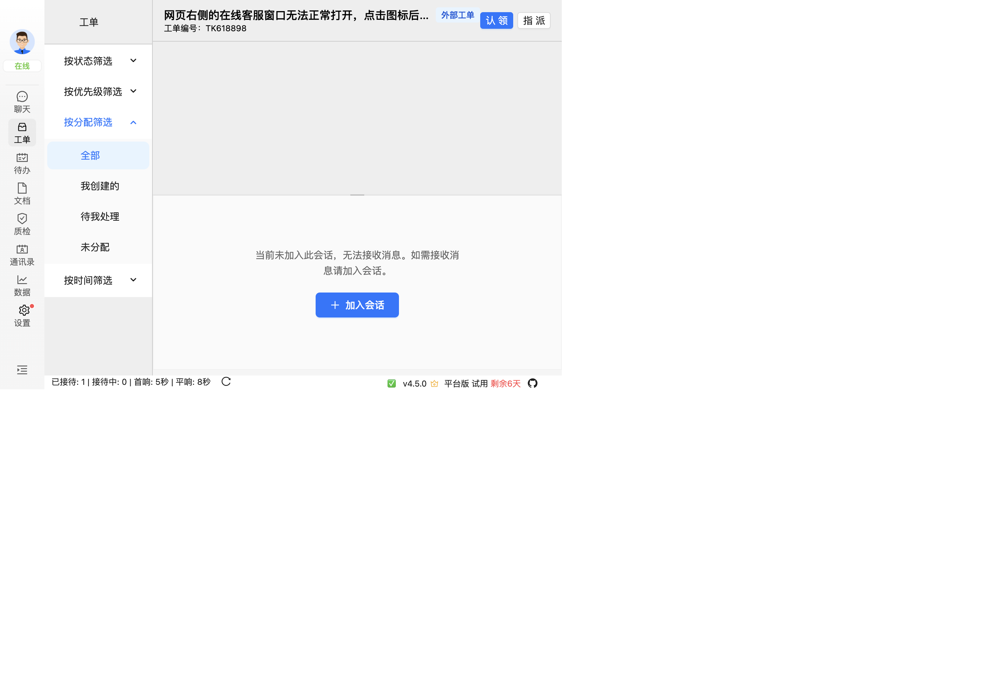 在线
聊天
工单
待办
文档
质检
通讯录
数据
设置
工单
按状态筛选
按优先级筛选
按分配筛选
全部
我创建的
待我处理
未分配
按时间筛选
网页右侧的在线客服窗口无法正常打开，点击图标后...
外部工单
认 领
指 派
工单编号：TK618898
当前未加入此会话，无法接收消息。如需接收消
息请加入会话。
加入会话
已接待: 1 | 接待中: 0 | 首响: 5秒 | 平响: 8秒
v4.5.0
平台版 试用 剩余6天